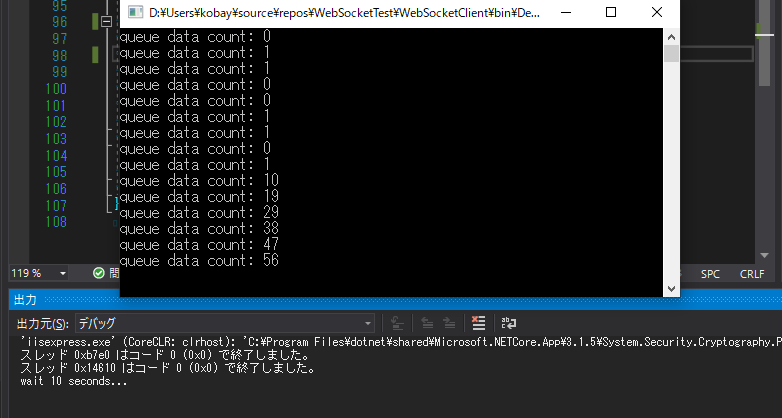 D:¥Users¥kobay¥source¥repos¥WebSocketTest¥WebSocketClient¥bin¥De...
95
96
97
98
99
100
101
102
103
104
105
106
107
108
queue data count: 0
queue data count: 1
queue data count: 1
queue data count: 0
queue data count: 0
queue data count: 1
queue data count: 1
queue data count: 0
queue data count: 1
queue data count: 10
queue data count: 19
queue data count: 29
queue data count: 38
queue data count: 47
queue data count: 56
}
119 %
問
SPC
CRLF
出力
出力元(S): デバッグ
'iisexpress.exe' (CoreCLR: clrhost): 'C:¥Program Files¥dotnet¥shared¥Microsoft.NETCore.App¥3.1.5¥System.Security.Cryptography.P
スレッド 0xb7e0 はコード 0 (0x0) で終了しました。
スレッド 0x14610 はコード 0 (0x0) で終了しました。
wait 10 seconds...